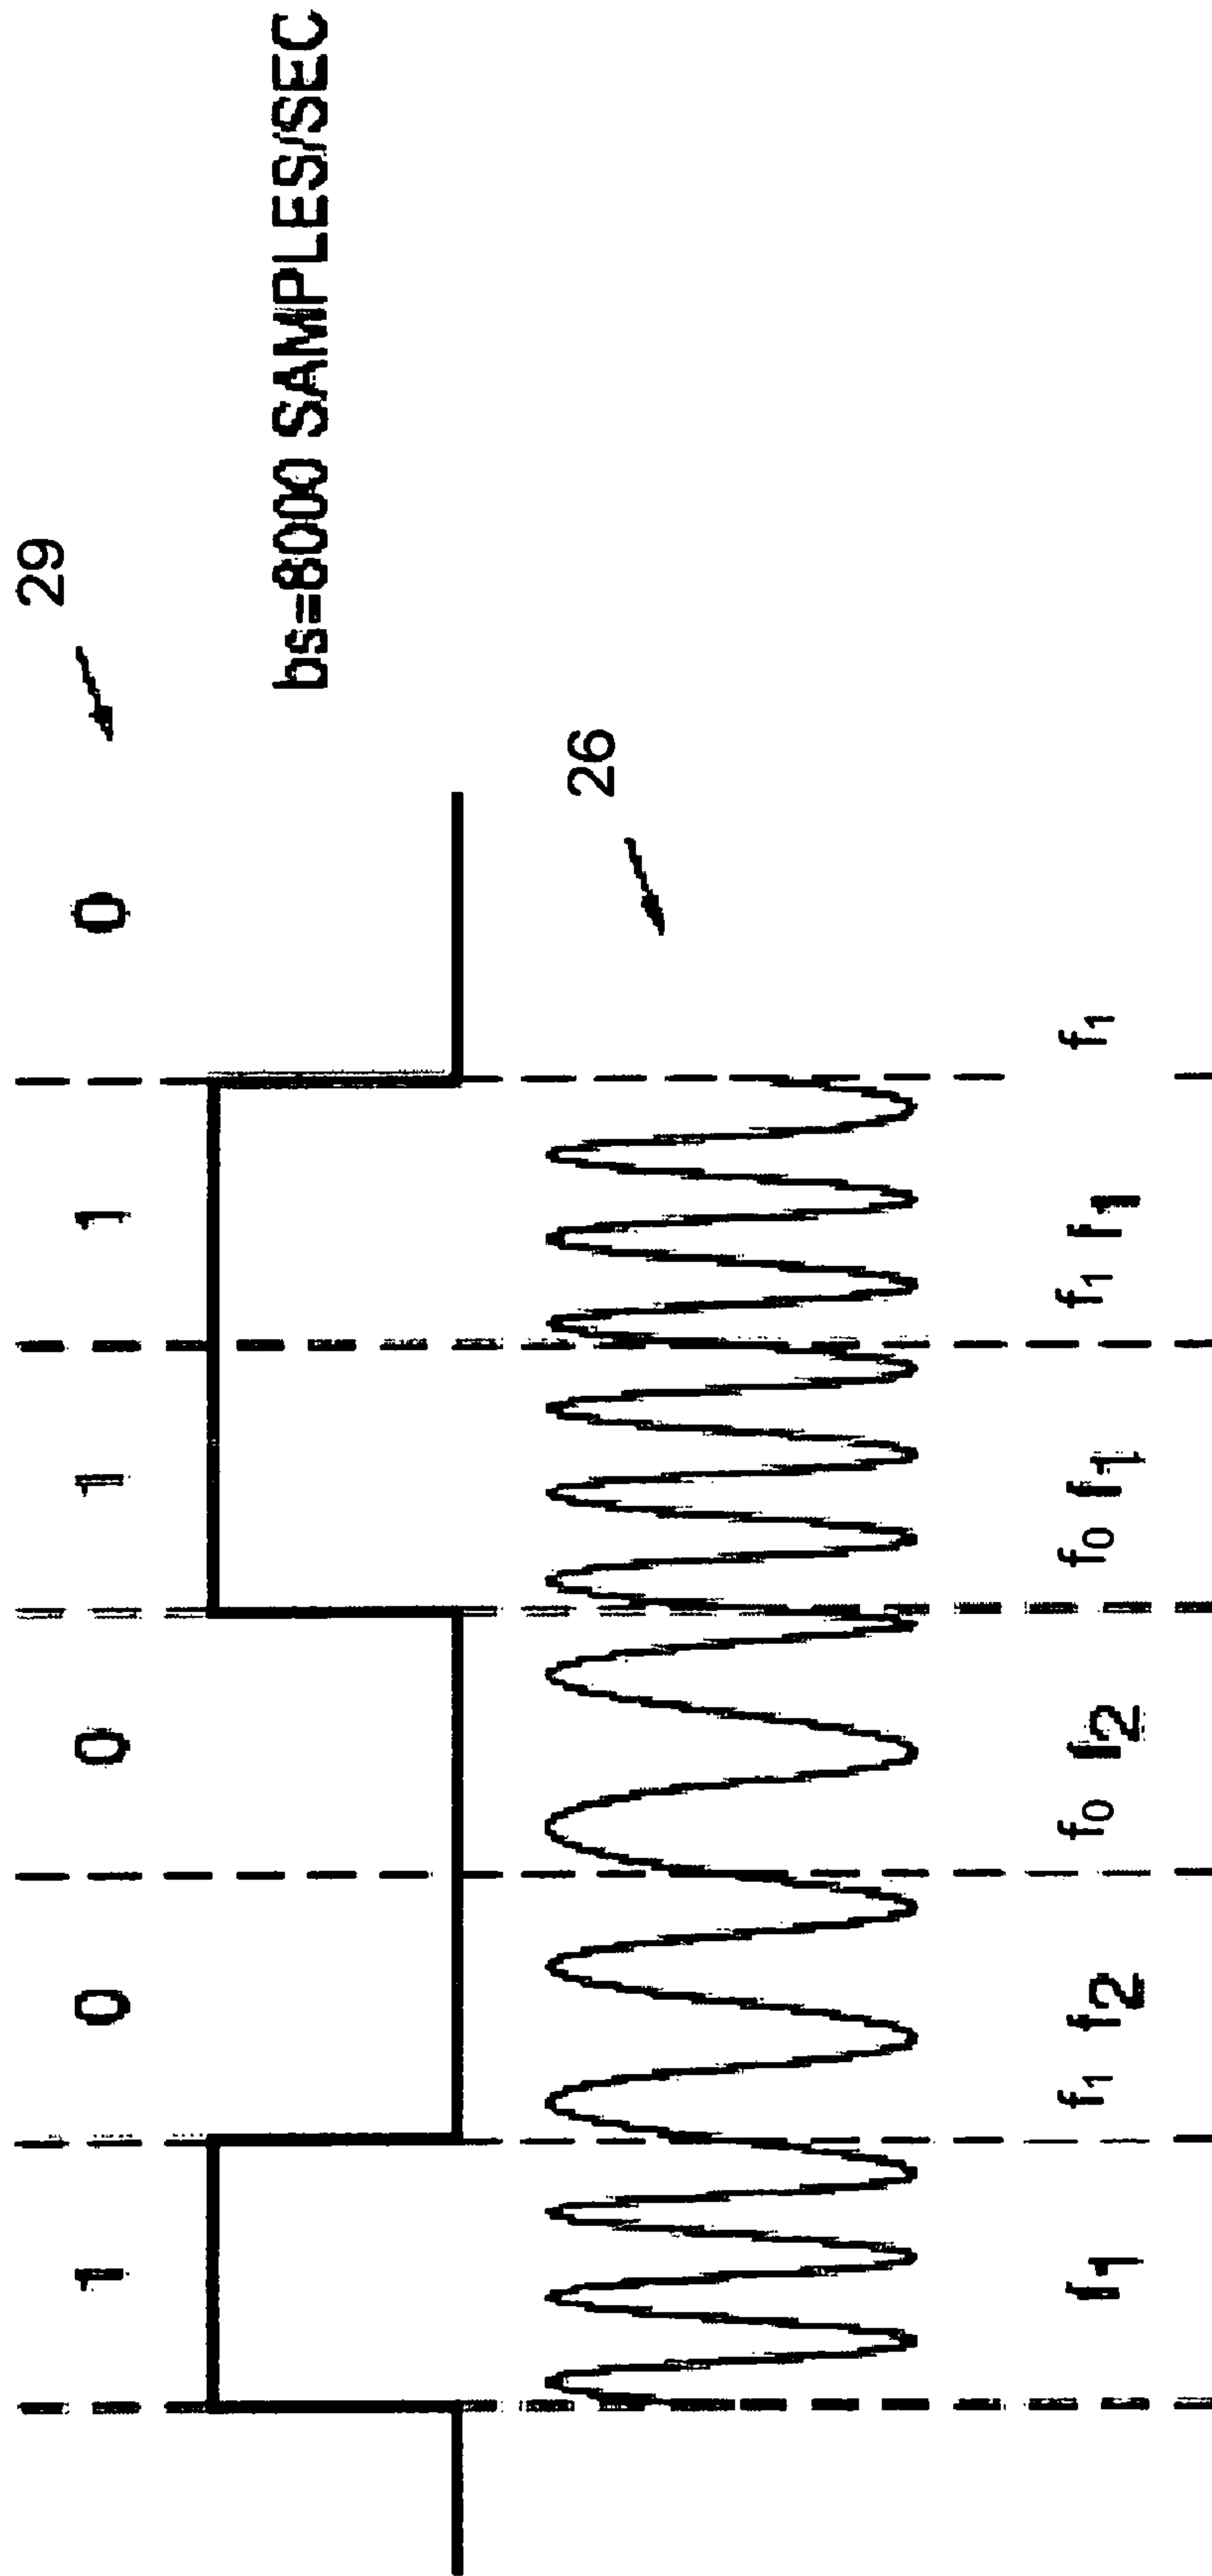 29
1 0 0 1 1 0
bs=8000 SAMPLES/SEC
26
f₁ f₁ f₂ f₀ f₂ f₀ f₁ f₁ f₁ f₁